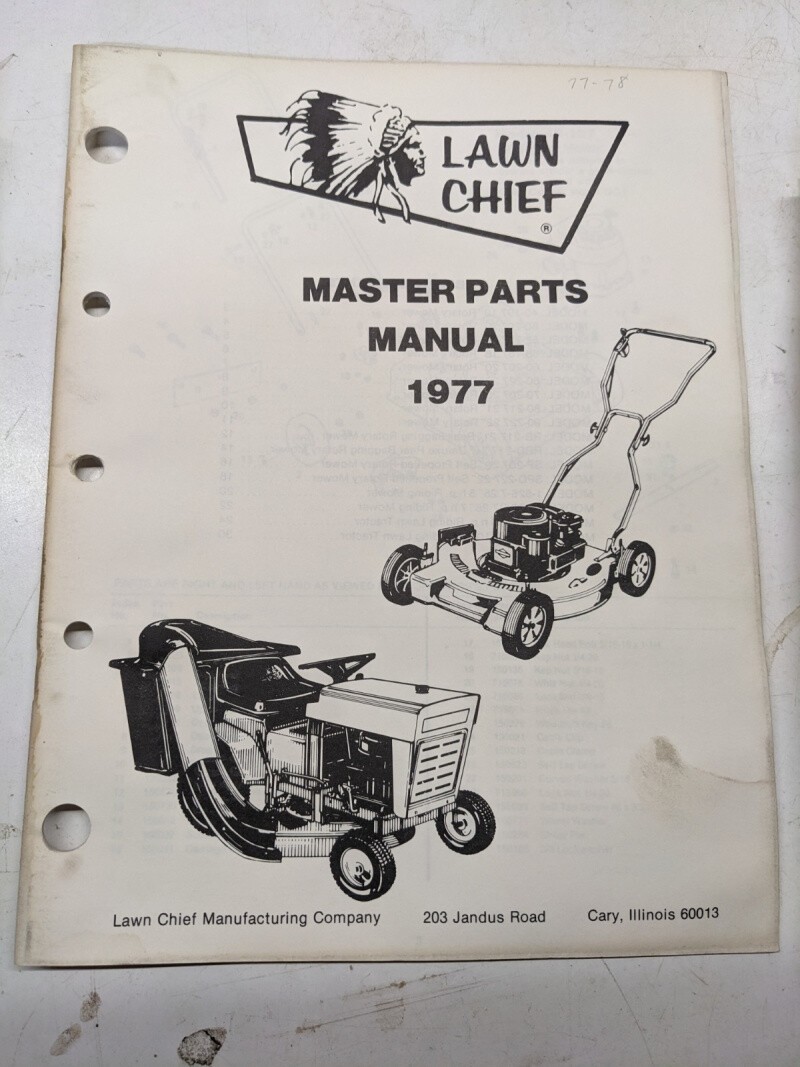 77-78
LAWN
CHIEF
®
MASTER PARTS
MANUAL
1977
Lawn Chief Manufacturing Company 203 Jandus Road Cary, Illinois 60013